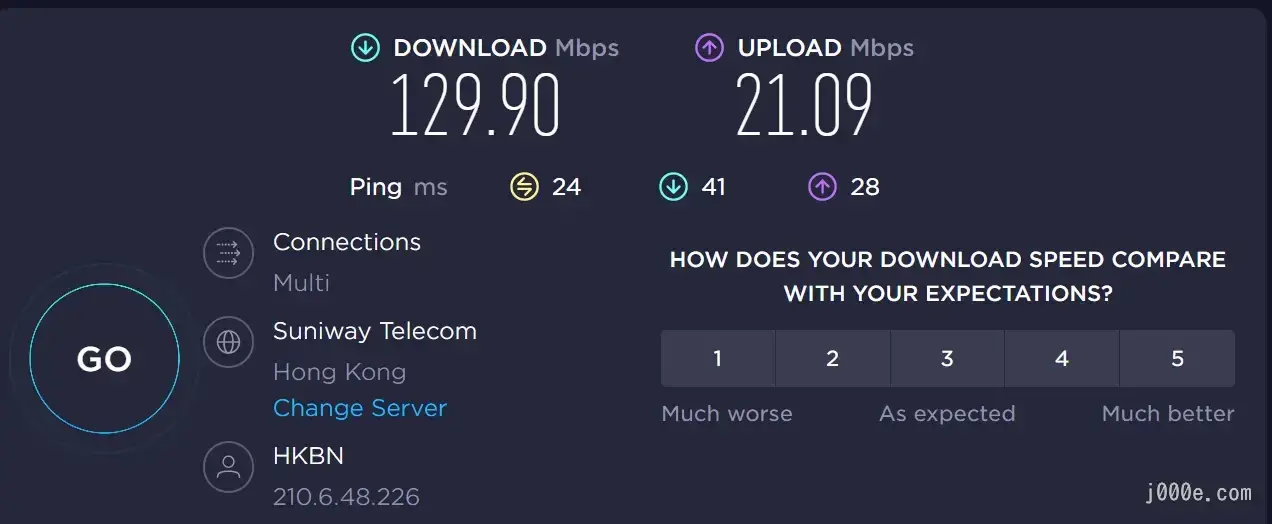 DOWNLOAD Mbps
129.90
UPLOAD Mbps
21.09
Ping ms 24 41 28
Connections
Multi
Suniway Telecom
Hong Kong
Change Server
HKBN
210.6.48.226
GO
HOW DOES YOUR DOWNLOAD SPEED COMPARE
WITH YOUR EXPECTATIONS?
1 2 3 4 5
Much worse As expected Much better
j000e.com